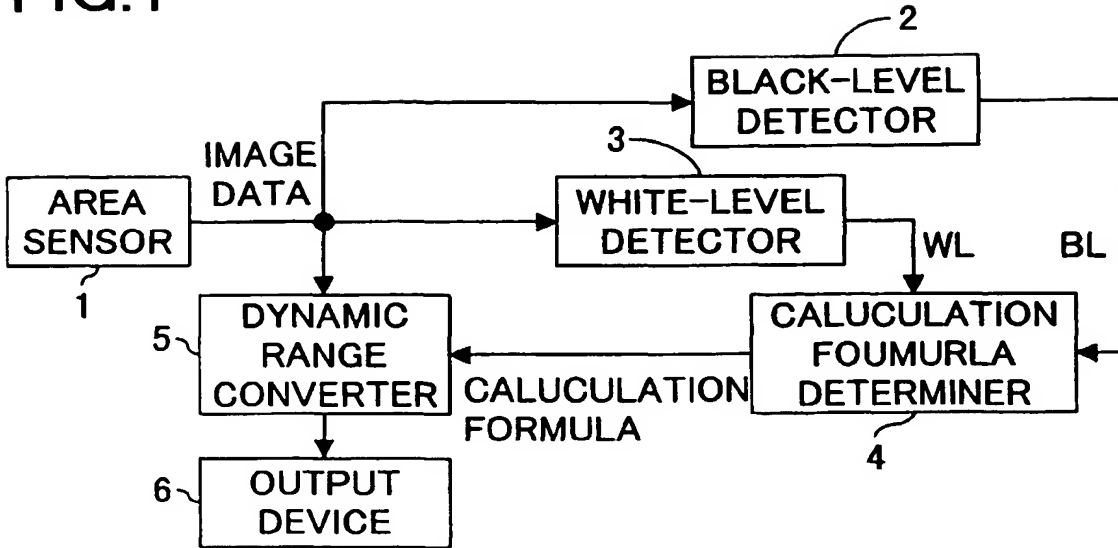 FIG.1
2
BLACK-LEVEL
DETECTOR
3
IMAGE
DATA
WHITE-LEVEL
DETECTOR
AREA
SENSOR
1
WL
BL
5
DYNAMIC
RANGE
CONVERTER
CALUCULATION
FOUMURLA
DETERMINER
4
CALUCULATION
FORMULA
6
OUTPUT
DEVICE